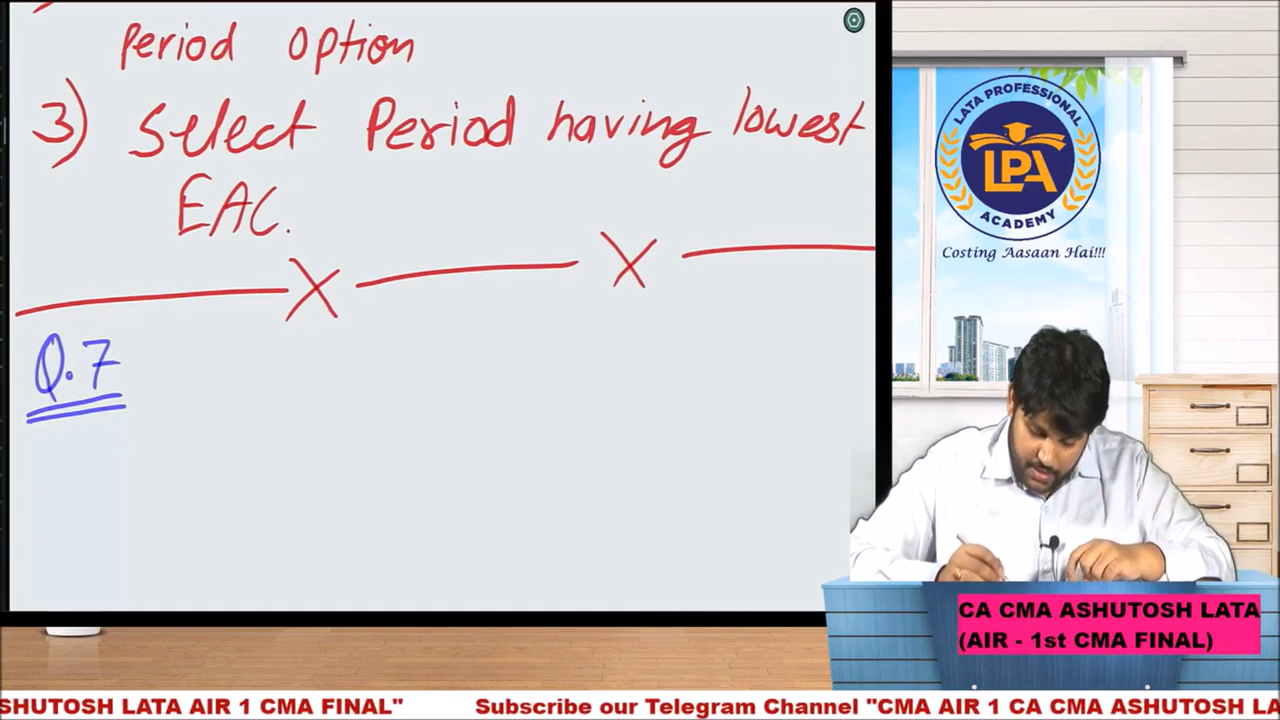 Period option
3) Select Period having lowest
EAC.
Q.7
LATA PROFESSIONAL
LPA
ACADEMY
Costing Aasaan Hai!!!
CA CMA ASHUTOSH LATA
(AIR - 1st CMA FINAL)
SHUTOSH LATA AIR 1 CMA FINAL" Subscribe our Telegram Channel "CMA AIR 1 CA CMA ASHUTOSH LA